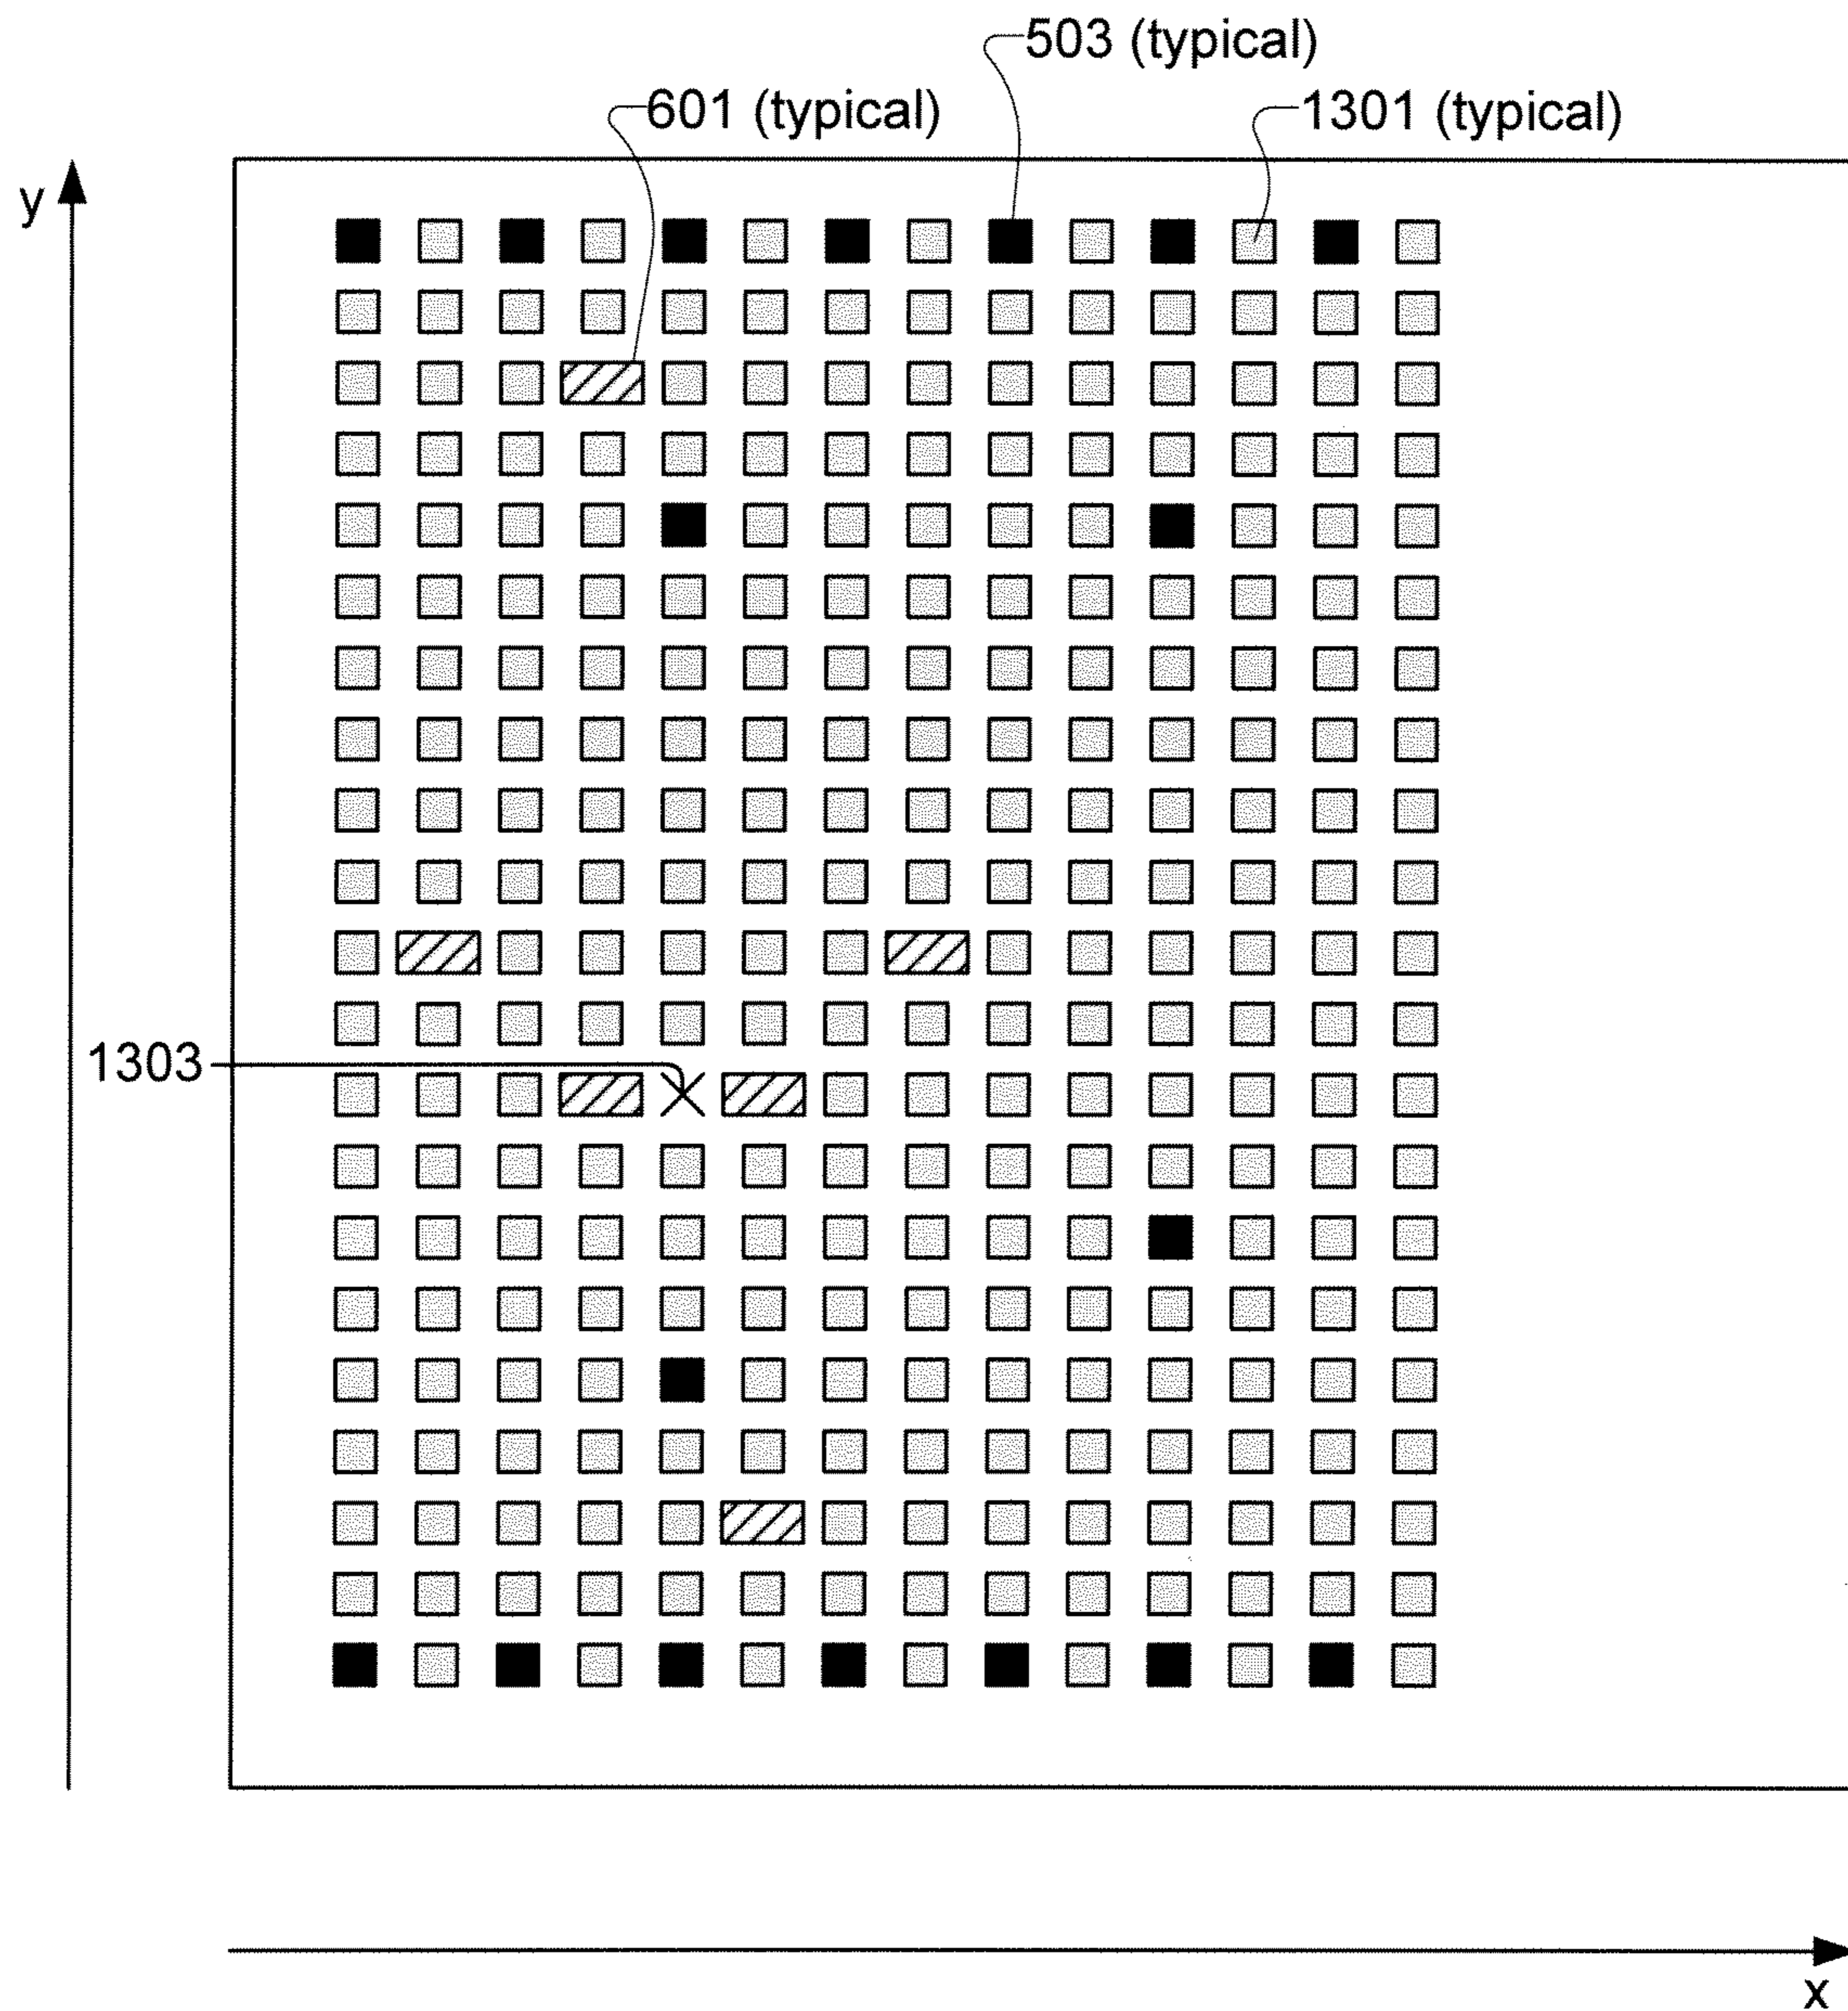 503 (typical)
601 (typical)
1301 (typical)
y
1303
x